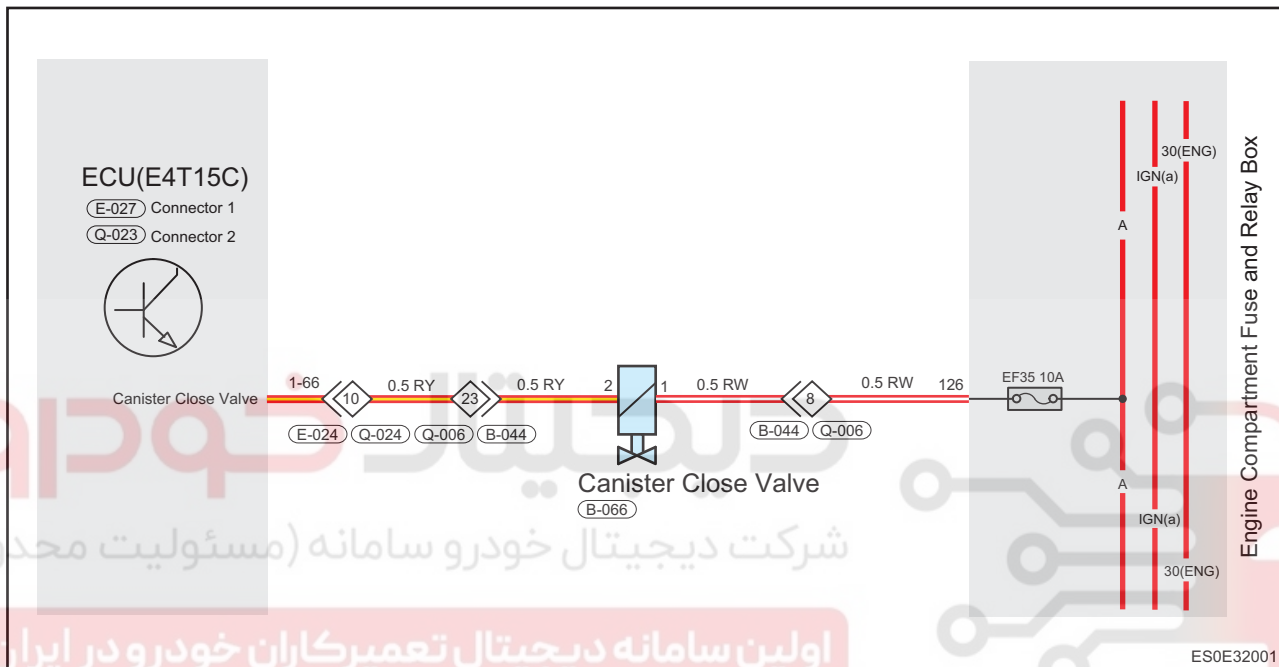 ECU(E4T15C)
E-027 Connector 1
Q-023 Connector 2
Canister Close Valve
1-66
10
0.5 RY
23
0.5 RY
2
1
0.5 RW
8
0.5 RW
126
E-024 Q-024 Q-006 B-044
B-044 Q-006
Canister Close Valve
B-066
EF35 10A
30(ENG)
IGN(a)
A
A
IGN(a)
30(ENG)
Engine Compartment Fuse and Relay Box
دیجیتال خودرو
شرکت دیجیتال خودرو سامانه (مسئولیت
اولین سامانه دیجیتال تعمیرکاران خودرو در ایران
ES0E32001